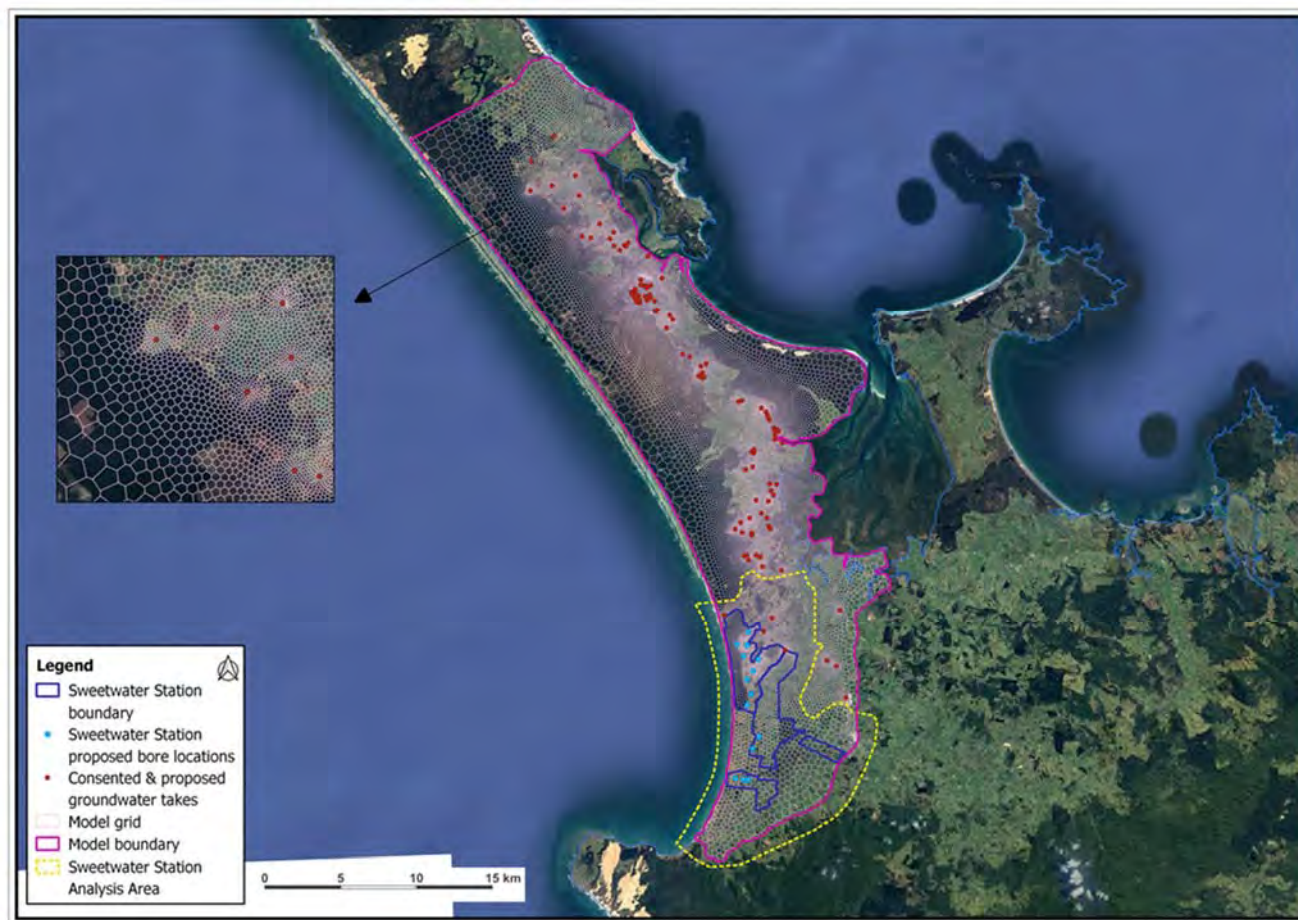 Legend
Sweetwater Station
boundary
Sweetwater Station
proposed bore locations
Consented & proposed
groundwater takes
Model grid
Model boundary
Sweetwater Station
Analysis Area
0 5 10 15 km